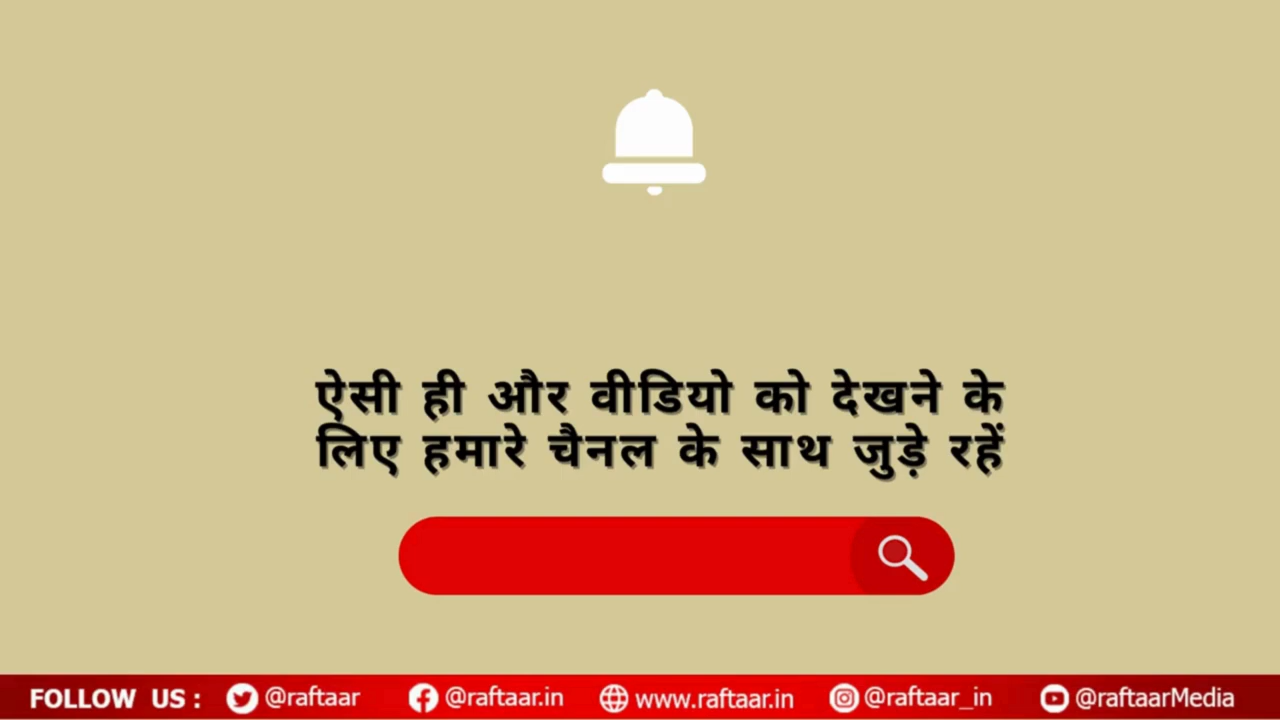 ऐसी ही और वीडियो को देखने के
लिए हमारे चैनल के साथ जुड़े रहें
FOLLOW US : @raftaar @raftaar.in www.raftaar.in @raftaar_in @raftaarMedia